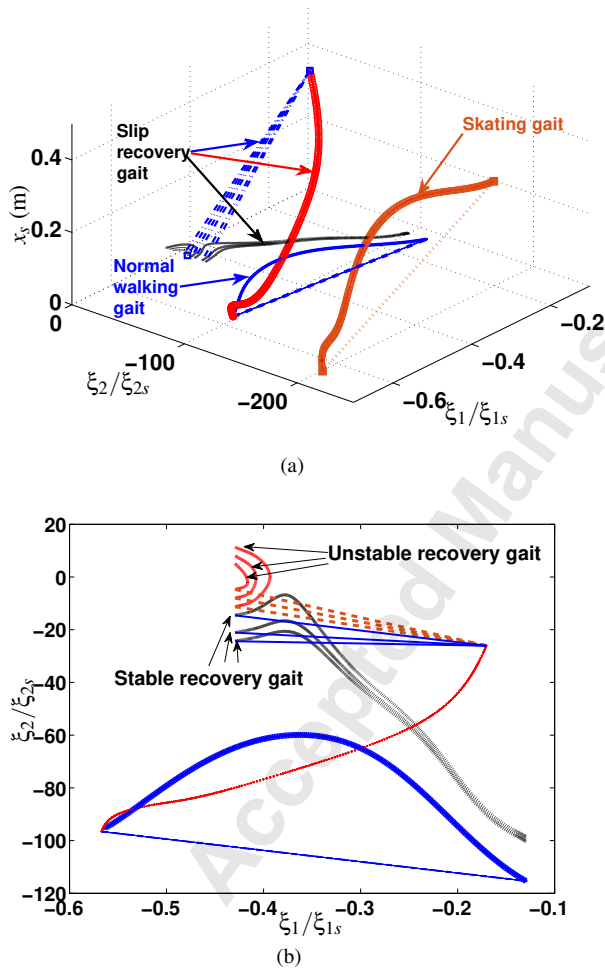 Slip
recovery
gait
Skating gait
Normal
walking
gait
x_s (m)
0.4
0.2
0
0
−100
−200
ξ2/ξ2s
−0.6
−0.4
−0.2
ξ1/ξ1s
(a)
20
0
−20
−40
−60
−80
−100
−120
ξ2/ξ2s
Unstable recovery gait
Stable recovery gait
−0.6
−0.5
−0.4
−0.3
−0.2
−0.1
ξ1/ξ1s
(b)
Accepted Manus